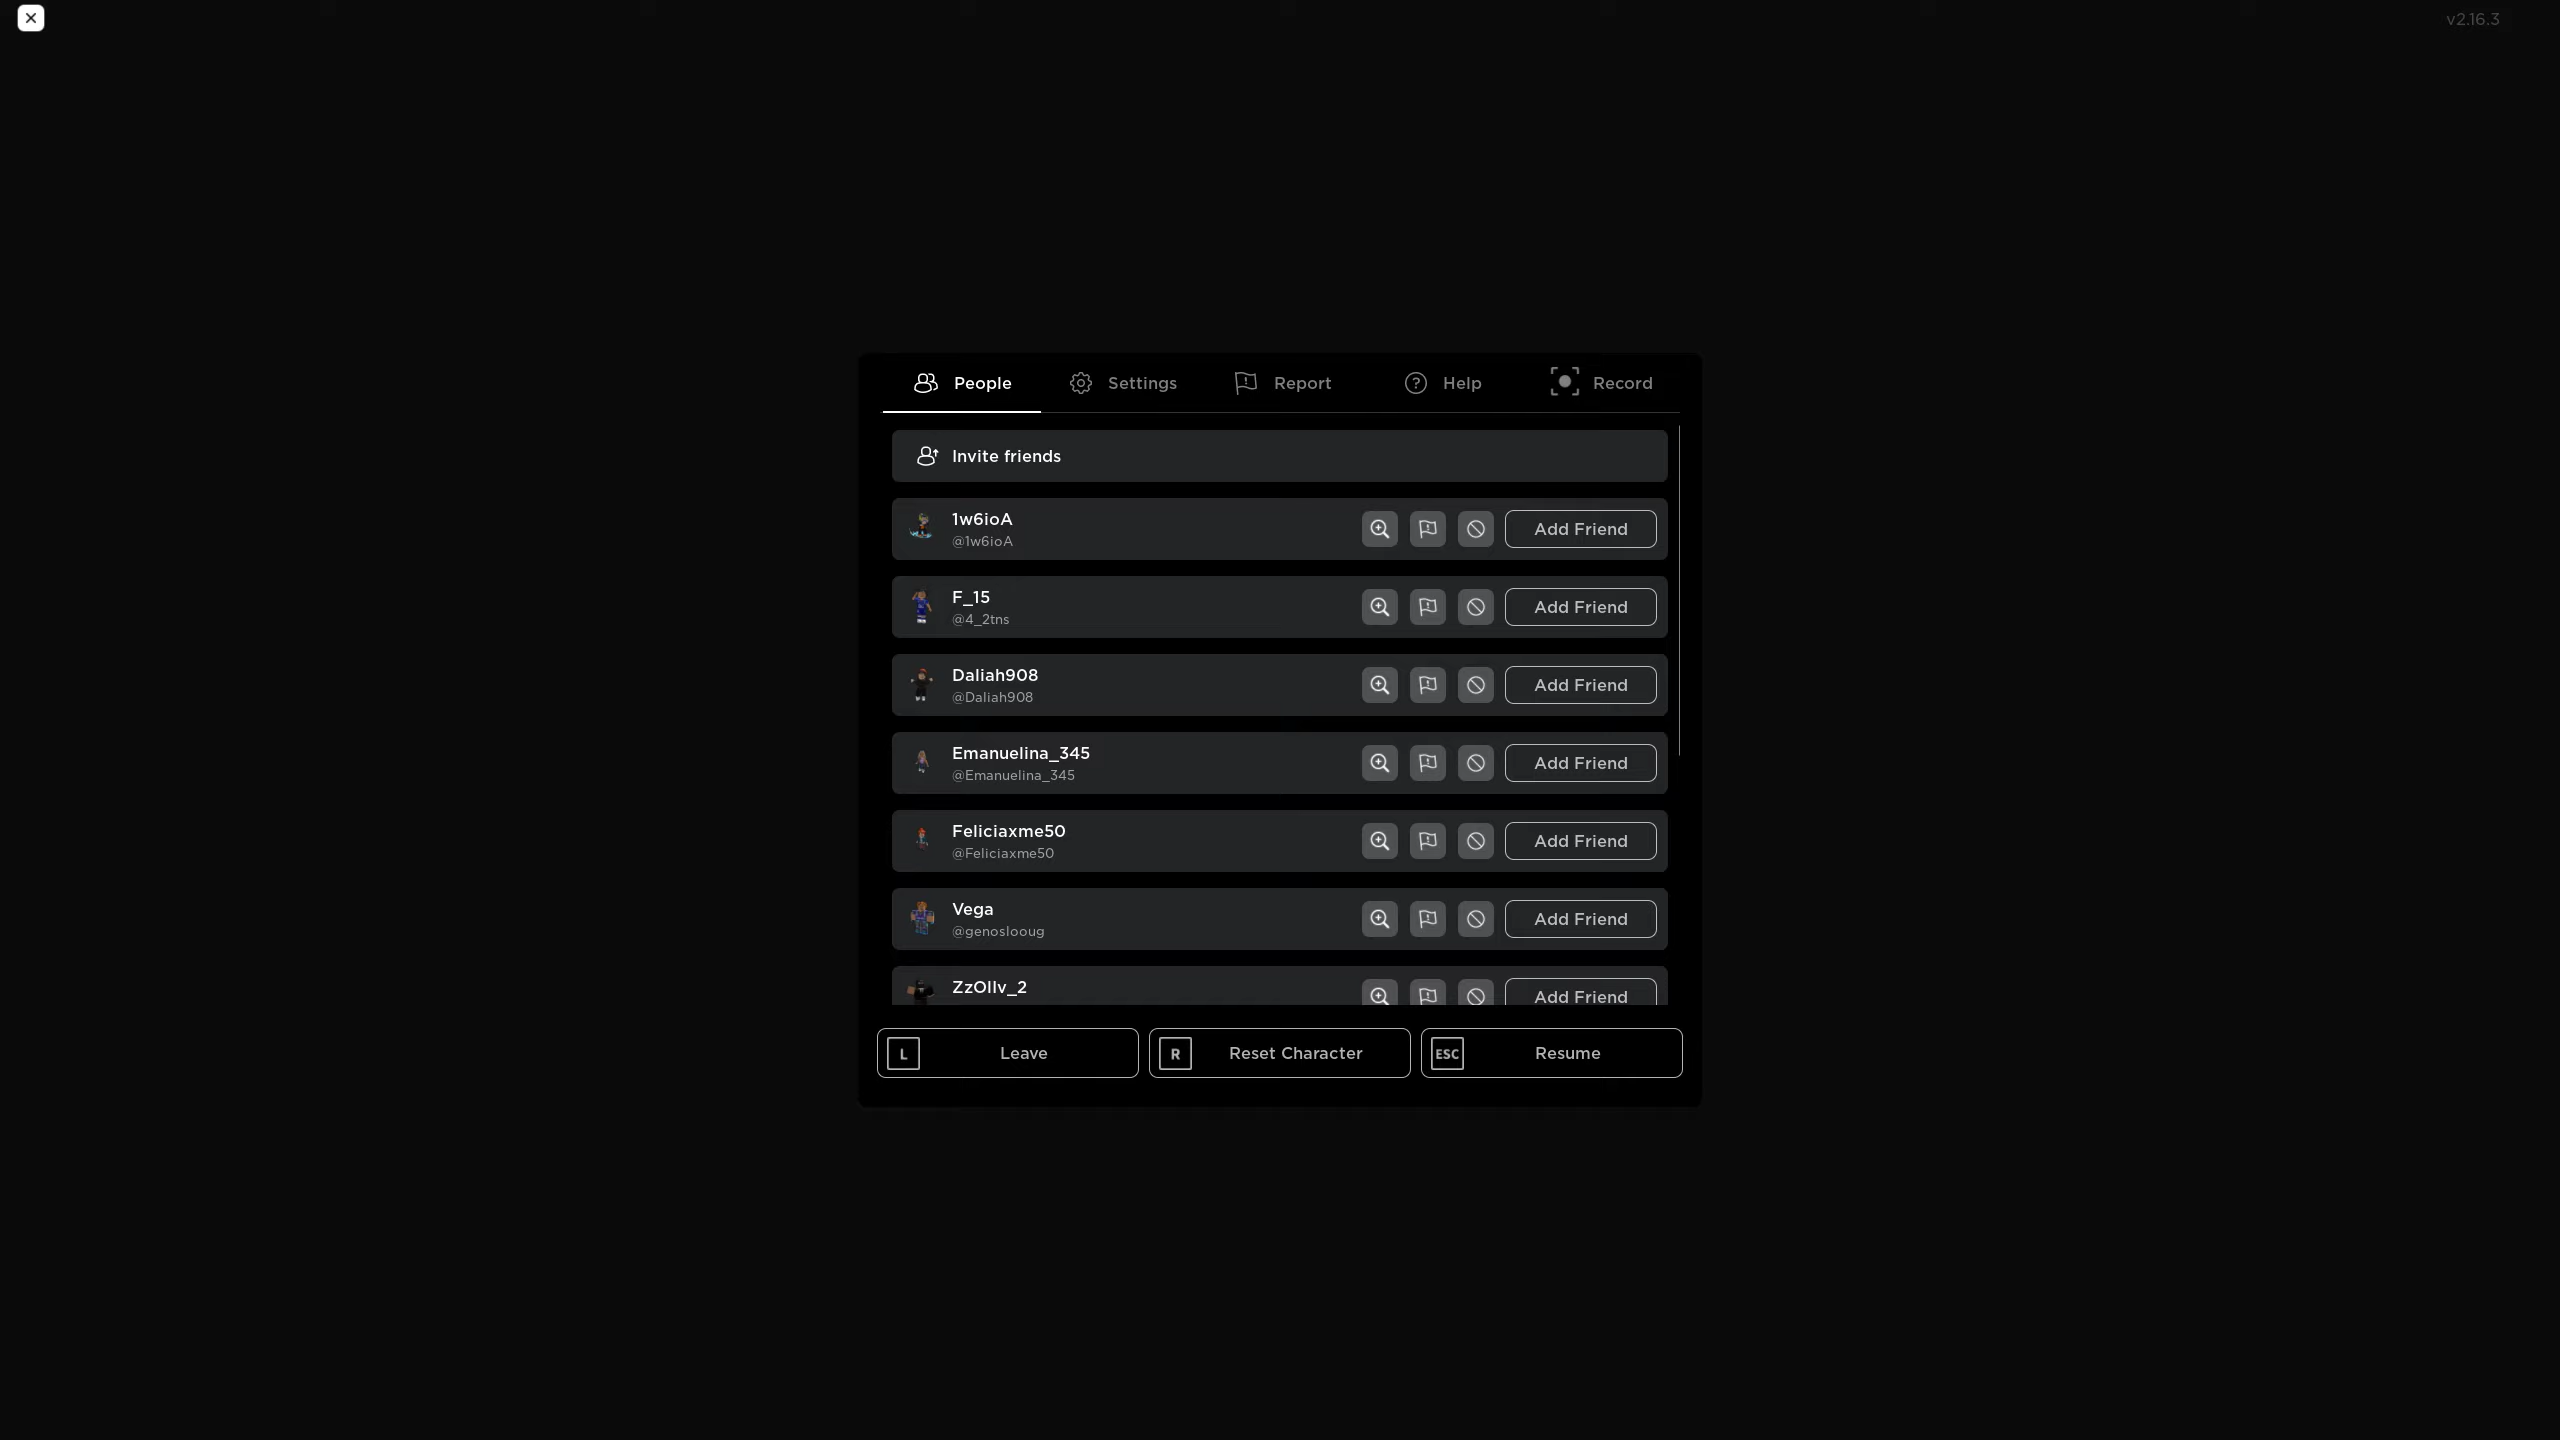 v2.16.3
People Settings Report Help Record
Invite friends
1w6ioA
@1w6ioA
Add Friend
F_15
@4_2tns
Add Friend
Daliah908
@Daliah908
Add Friend
Emanuelina_345
@Emanuelina_345
Add Friend
Feliciaxme50
@Feliciaxme50
Add Friend
Vega
@genoslooug
Add Friend
Add Friend
L Leave
R Reset Character
ESC Resume